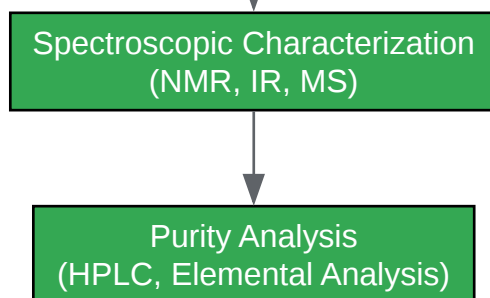 Spectroscopic Characterization
(NMR, IR, MS)
Purity Analysis
(HPLC, Elemental Analysis)